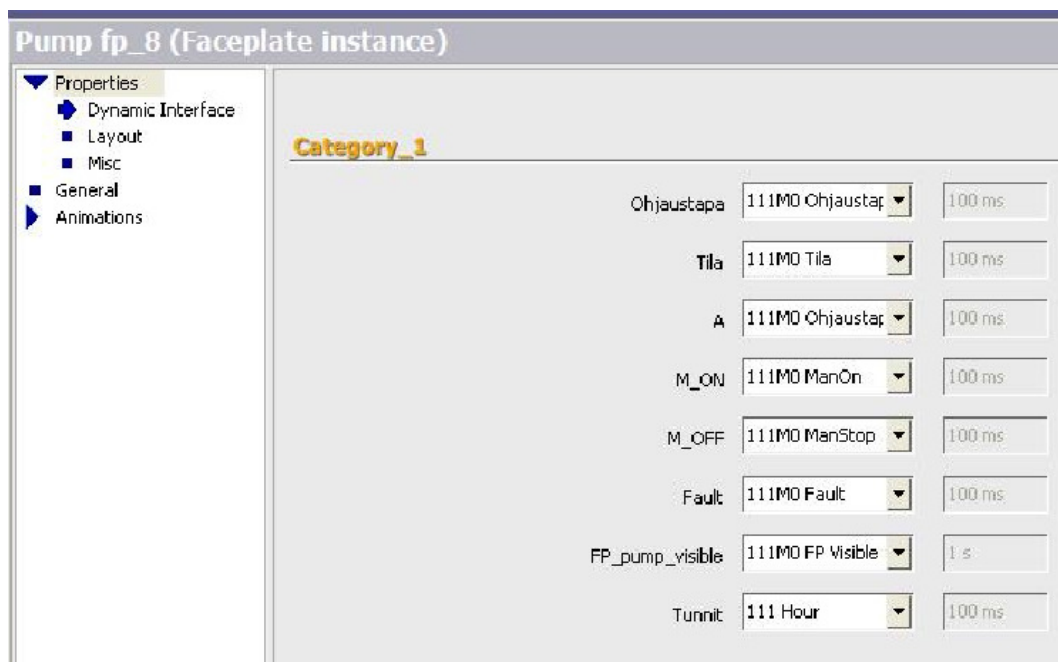 Pump fp_8 (Faceplate instance)
Properties
Dynamic Interface
Layout
Misc
General
Animations
Category_1
Ohjaustapa 111M0 Ohjaustap 100 ms
Tila 111M0 Tila 100 ms
A 111M0 Ohjaustap 100 ms
M_ON 111M0 ManOn 100 ms
M_OFF 111M0 ManStop 100 ms
Fault 111M0 Fault 100 ms
FP_pump_visible 111M0 FP Visible 1 s
Tunnit 111 Hour 100 ms